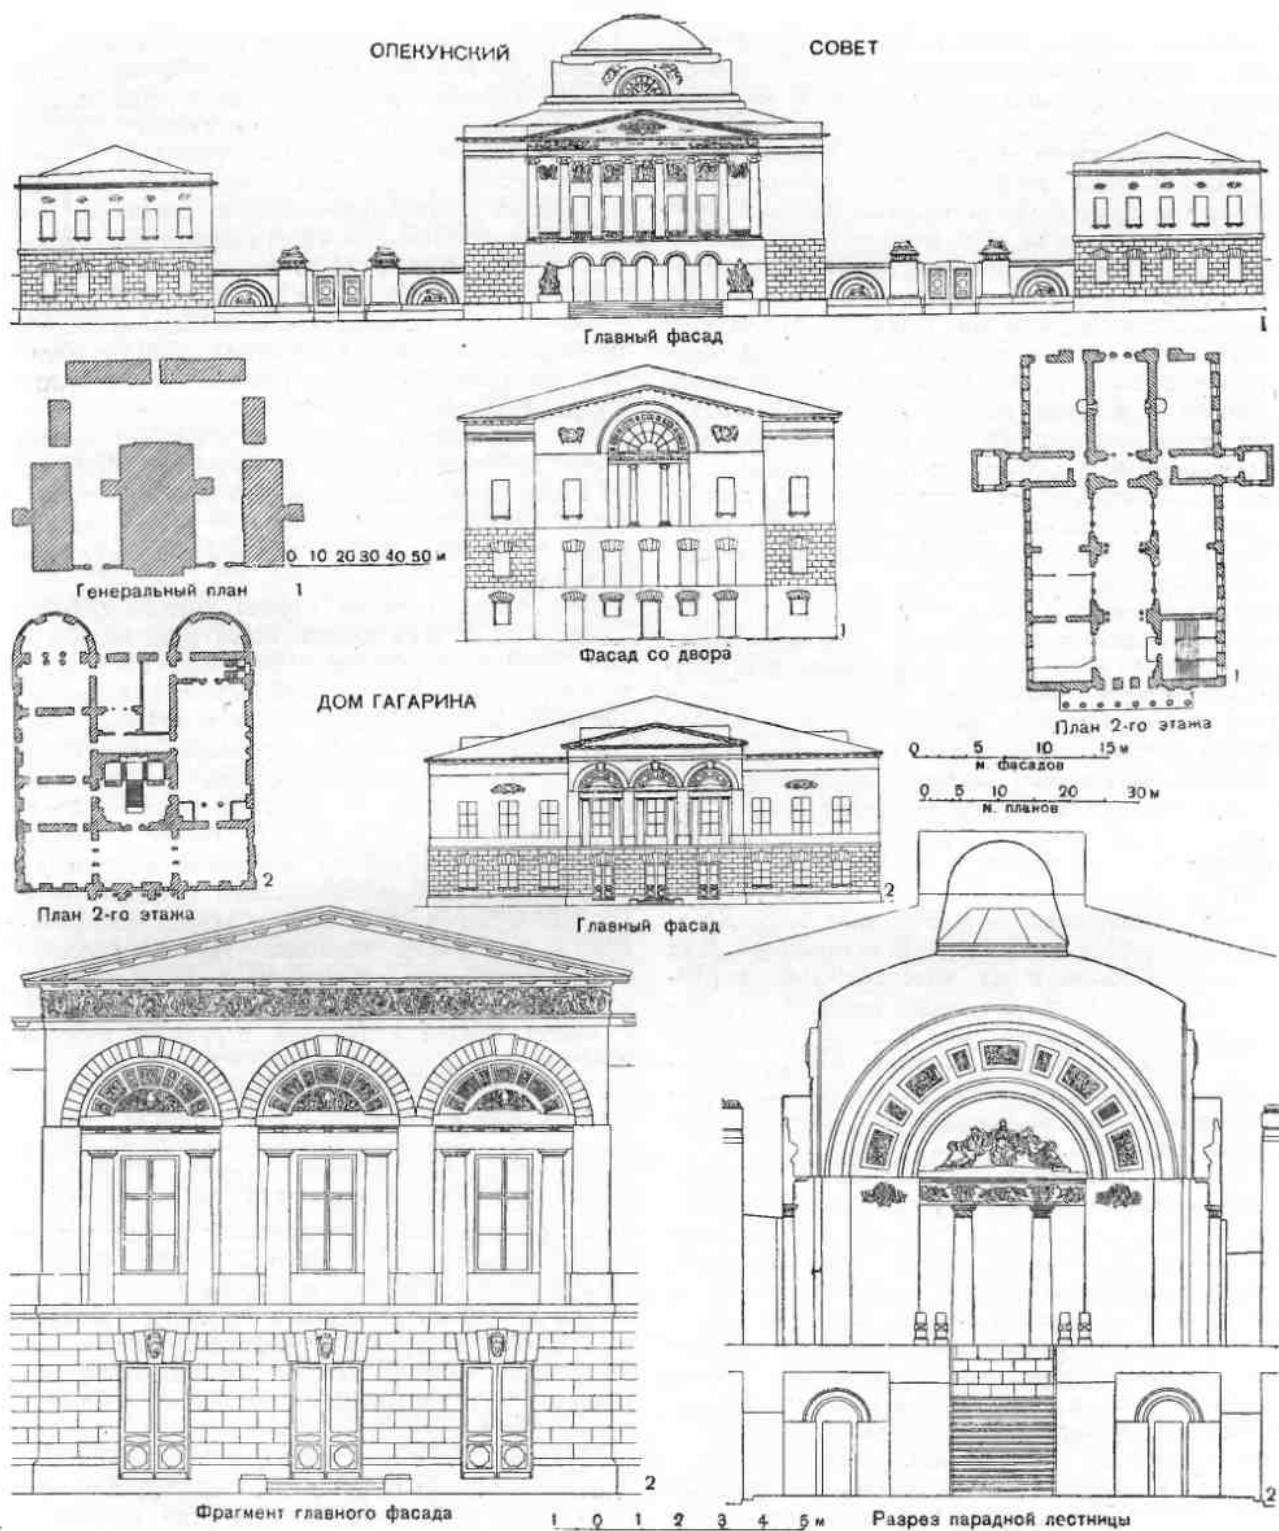 ОПЕКУНСКИЙ СОВЕТ
Главный фасад
1
0 10 20 30 40 50 м
Генеральный план 1
Фасад со двора
1
План 2-го этажа
1
ДОМ ГАГАРИНА
0 5 10 15 м
м. фасадов
0 5 10 20 30 м
м. планов
План 2-го этажа
2
Главный фасад
2
Фрагмент главного фасада
2
1 0 1 2 3 4 5 м
Разрез парадной лестницы
2